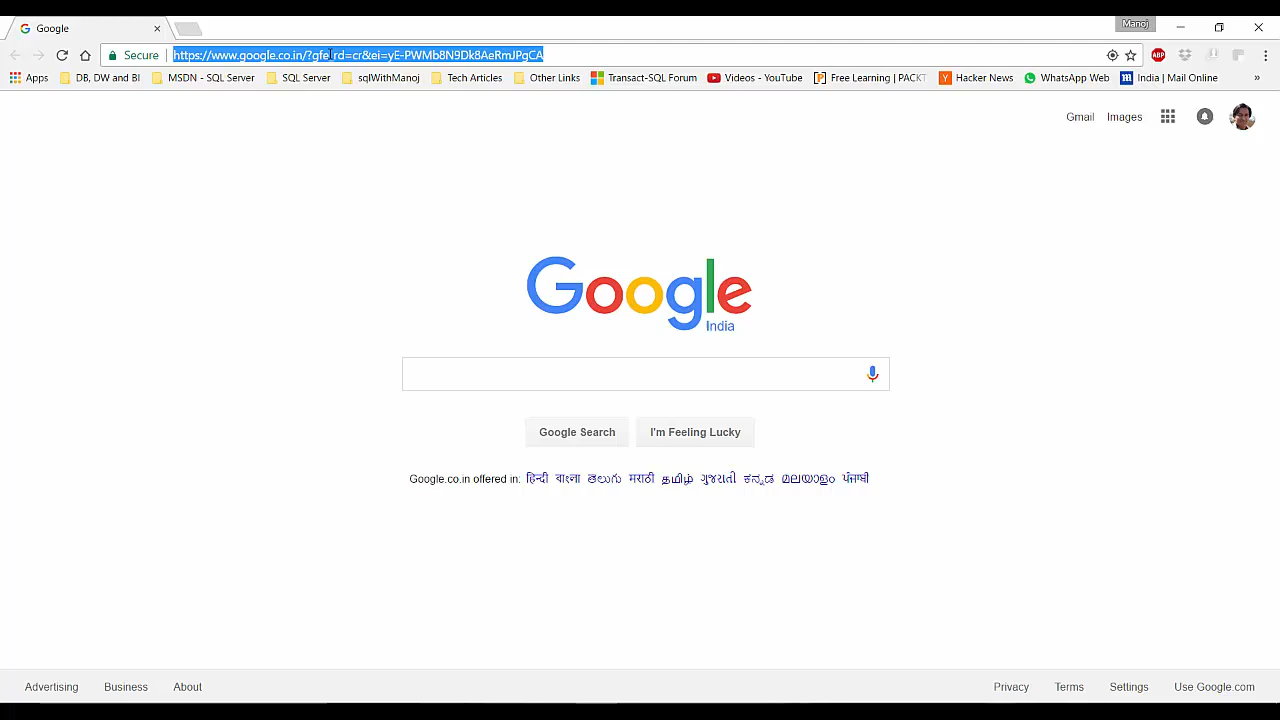 Google
Manoj
Secure https://www.google.co.in/?gfe_rd=cr&ei=yE-PWMb8N9Dk8AeRmJPgCA
Apps DB, DW and BI MSDN - SQL Server SQL Server sqlWithManoj Tech Articles Other Links Transact-SQL Forum Videos - YouTube Free Learning | PACKT Hacker News WhatsApp Web India | Mail Online »
Gmail Images
Google
India
Google Search I'm Feeling Lucky
Google.co.in offered in: हिन्दी বাংলা తెలుగు मराठी தமிழ் ગુજરાતી ಕನ್ನಡ മലയാളം ਪੰਜਾਬੀ
Advertising Business About Privacy Terms Settings Use Google.com